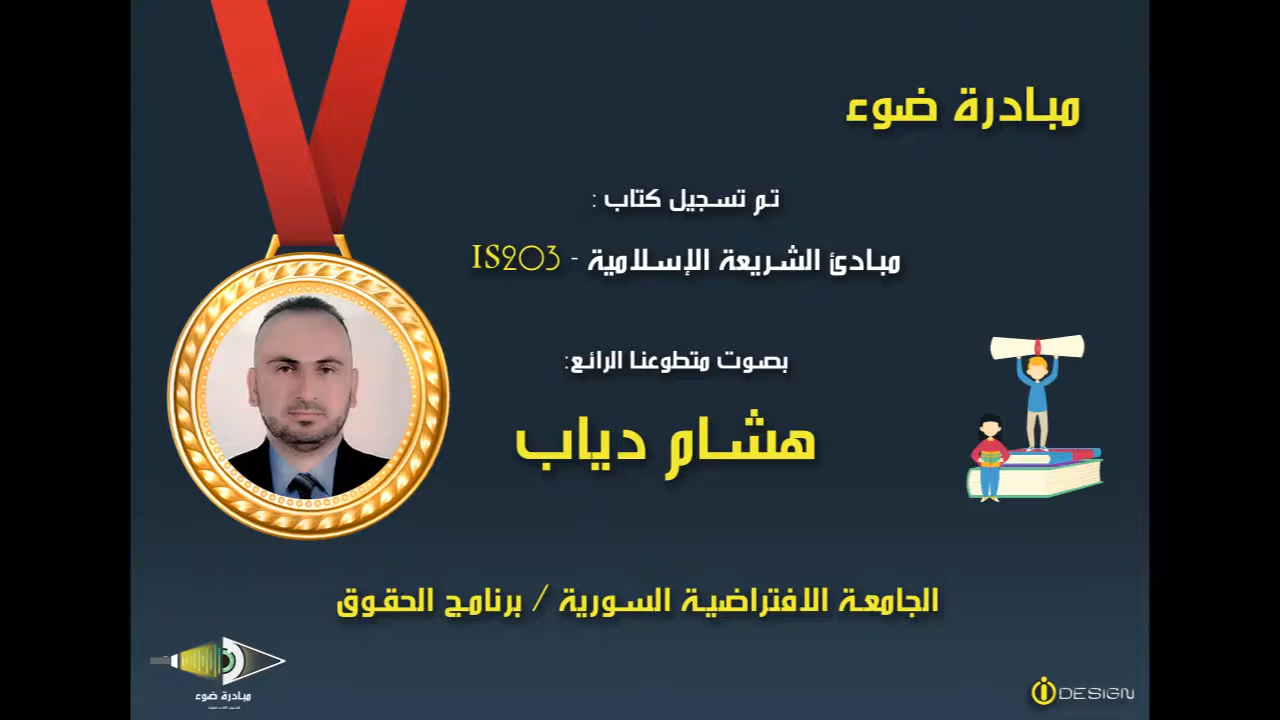 مبادرة ضوء
تم تسجيل كتاب :
مبادئ الشريعة الإسلامية - IS203
بصوت متطوعنا الرائع:
هشام دياب
الجامعة الافتراضية السورية / برنامج الحقوق
مبادرة ضوء
iDESIGN